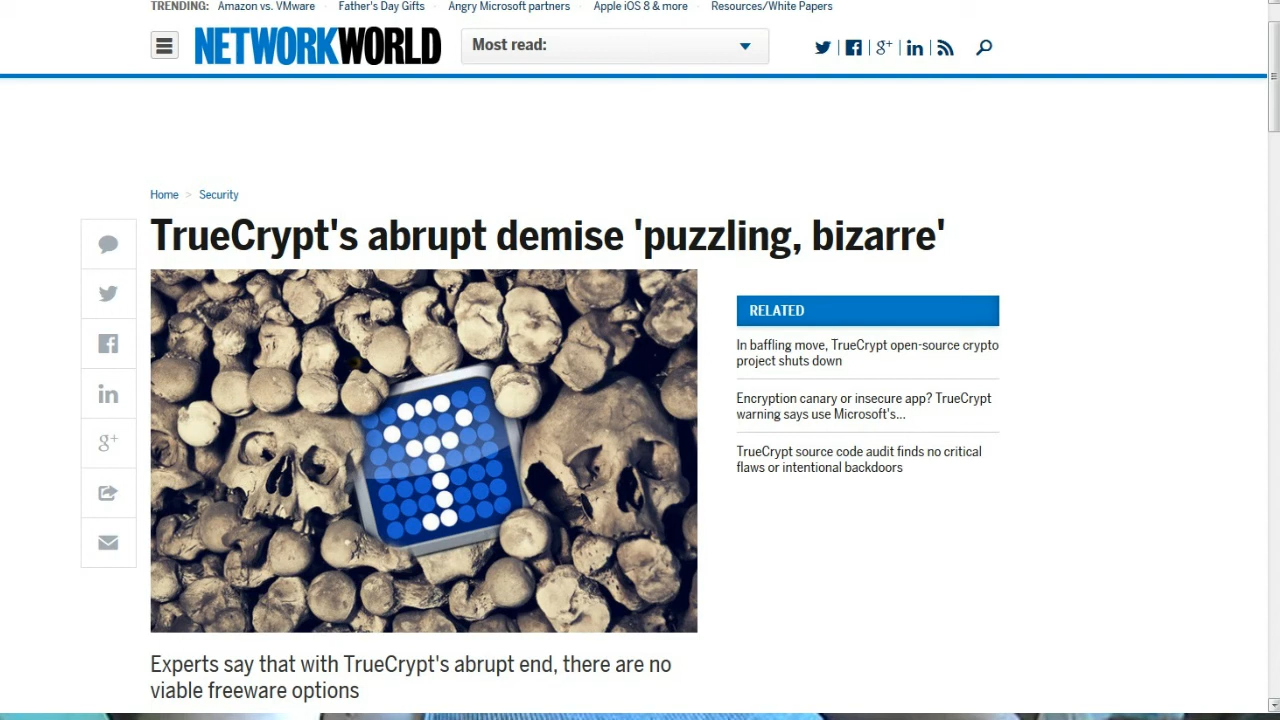 TRENDING: Amazon vs. VMware Father's Day Gifts Angry Microsoft partners Apple iOS 8 & more Resources/White Papers
NETWORKWORLD
Most read:
Home > Security
TrueCrypt's abrupt demise 'puzzling, bizarre'
RELATED
In baffling move, TrueCrypt open-source crypto
project shuts down
Encryption canary or insecure app? TrueCrypt
warning says use Microsoft's...
TrueCrypt source code audit finds no critical
flaws or intentional backdoors
Experts say that with TrueCrypt's abrupt end, there are no
viable freeware options